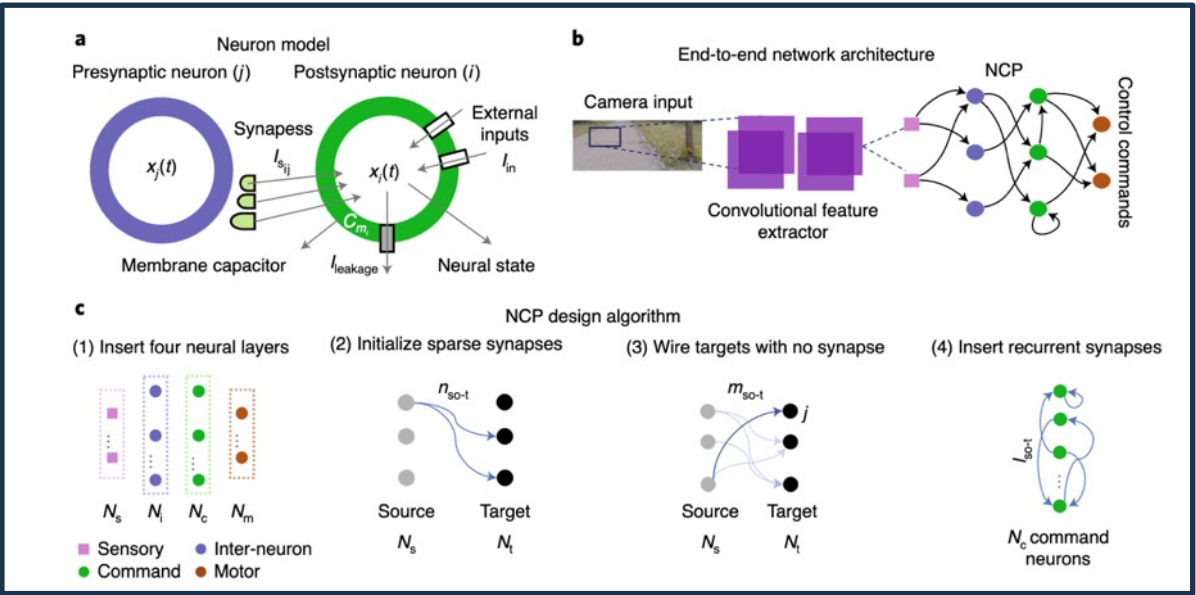 a
Neuron model
Presynaptic neuron (j)
Postsynaptic neuron (i)
Synapess
I_sij
External
inputs
I_in
x_j(t)
x_i(t)
C_mi
Membrane capacitor
I_leakage
Neural state
b
End-to-end network architecture
NCP
Camera input
Convolutional feature
extractor
Control commands
c
NCP design algorithm
(1) Insert four neural layers
N_s N_i N_c N_m
Sensory
Inter-neuron
Command
Motor
(2) Initialize sparse synapses
n_so-t
Source
Target
N_s
N_t
(3) Wire targets with no synapse
m_so-t
j
Source
Target
N_s
N_t
(4) Insert recurrent synapses
l_so-t
N_c command
neurons